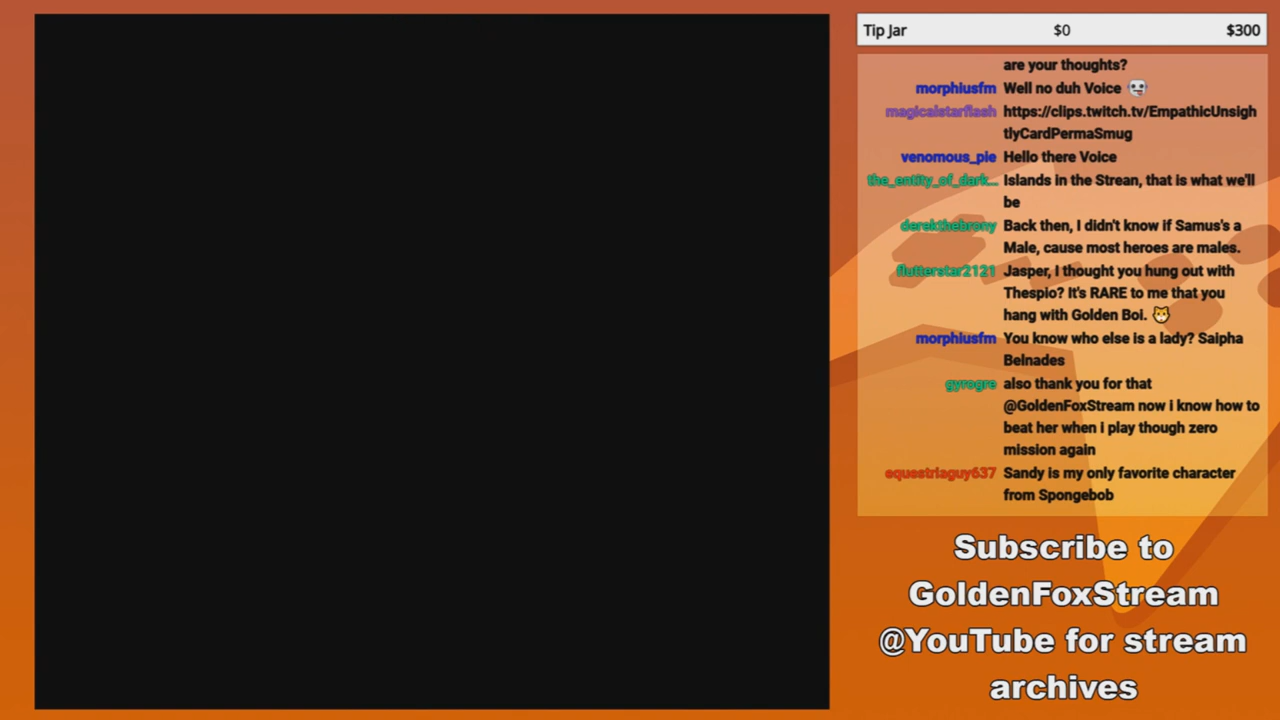 Tip Jar $0 $300
are your thoughts?
morphiusfm Well no duh Voice
magicalstarflash https://clips.twitch.tv/EmpathicUnsigh
tlyCardPermaSmug
venomous_pie Hello there Voice
the_entity_of_dark... Islands in the Strean, that is what we'll
be
derekthebrony Back then, I didn't know if Samus's a
Male, cause most heroes are males.
flutterstar2121 Jasper, I thought you hung out with
Thespio? It's RARE to me that you
hang with Golden Boi.
morphiusfm You know who else is a lady? Saipha
Belnades
gyrogre also thank you for that
@GoldenFoxStream now i know how to
beat her when i play though zero
mission again
equestriaguy637 Sandy is my only favorite character
from Spongebob
Subscribe to
GoldenFoxStream
@YouTube for stream
archives